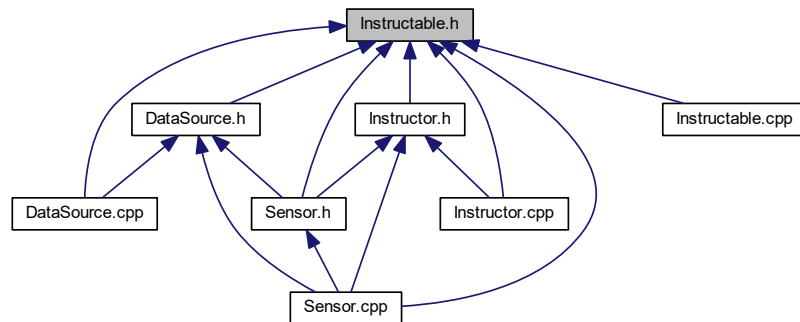 Instructable.h
DataSource.h
Instructor.h
Instructable.cpp
DataSource.cpp
Sensor.h
Instructor.cpp
Sensor.cpp